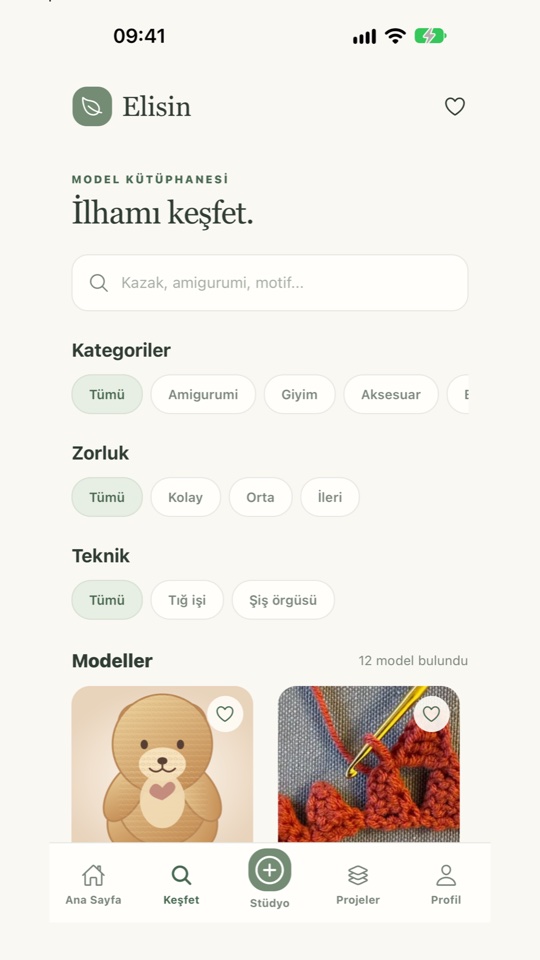 09:41
Elisin
MODEL KÜTÜPHANESİ
İlhamı keşfet.
Kazak, amigurumi, motif...
Kategoriler
Tümü Amigurumi Giyim Aksesuar
Zorluk
Tümü Kolay Orta İleri
Teknik
Tümü Tığ işi Şiş örgüsü
Modeller 12 model bulundu
Ana Sayfa Keşfet Stüdyo Projeler Profil